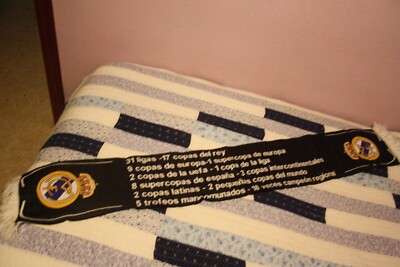 31 ligas -17 copas del rey
9 copas de europa-1 supercopa de europa
2 copas de la uefa - 1 copa de la liga
8 supercopas de españa - 3 copas intercontinentales
2 copas latinas - 2 pequeñas copas del mundo
5 trofeos mancomunados - 18 veces campeón regional